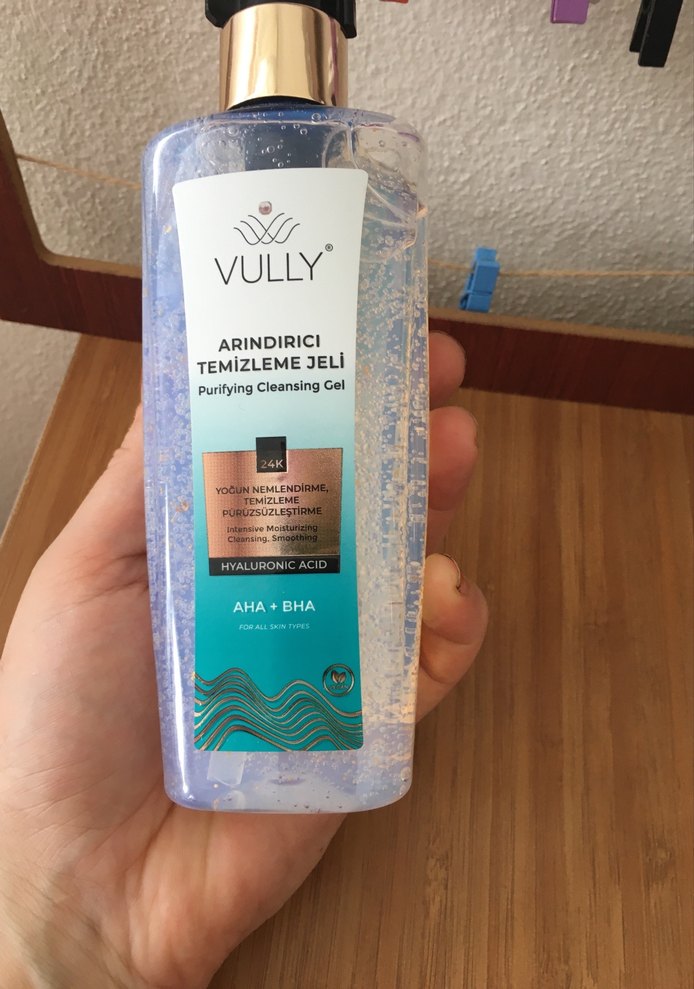 VULLY®
ARINDIRICI
TEMİZLEME JELİ
Purifying Cleansing Gel
24K
YOĞUN NEMLENDİRME,
TEMİZLEME
PÜRÜZSÜZLEŞTİRME
Intensive Moisturizing
Cleansing, Smoothing
HYALURONIC ACID
AHA + BHA
FOR ALL SKIN TYPES
VEGAN